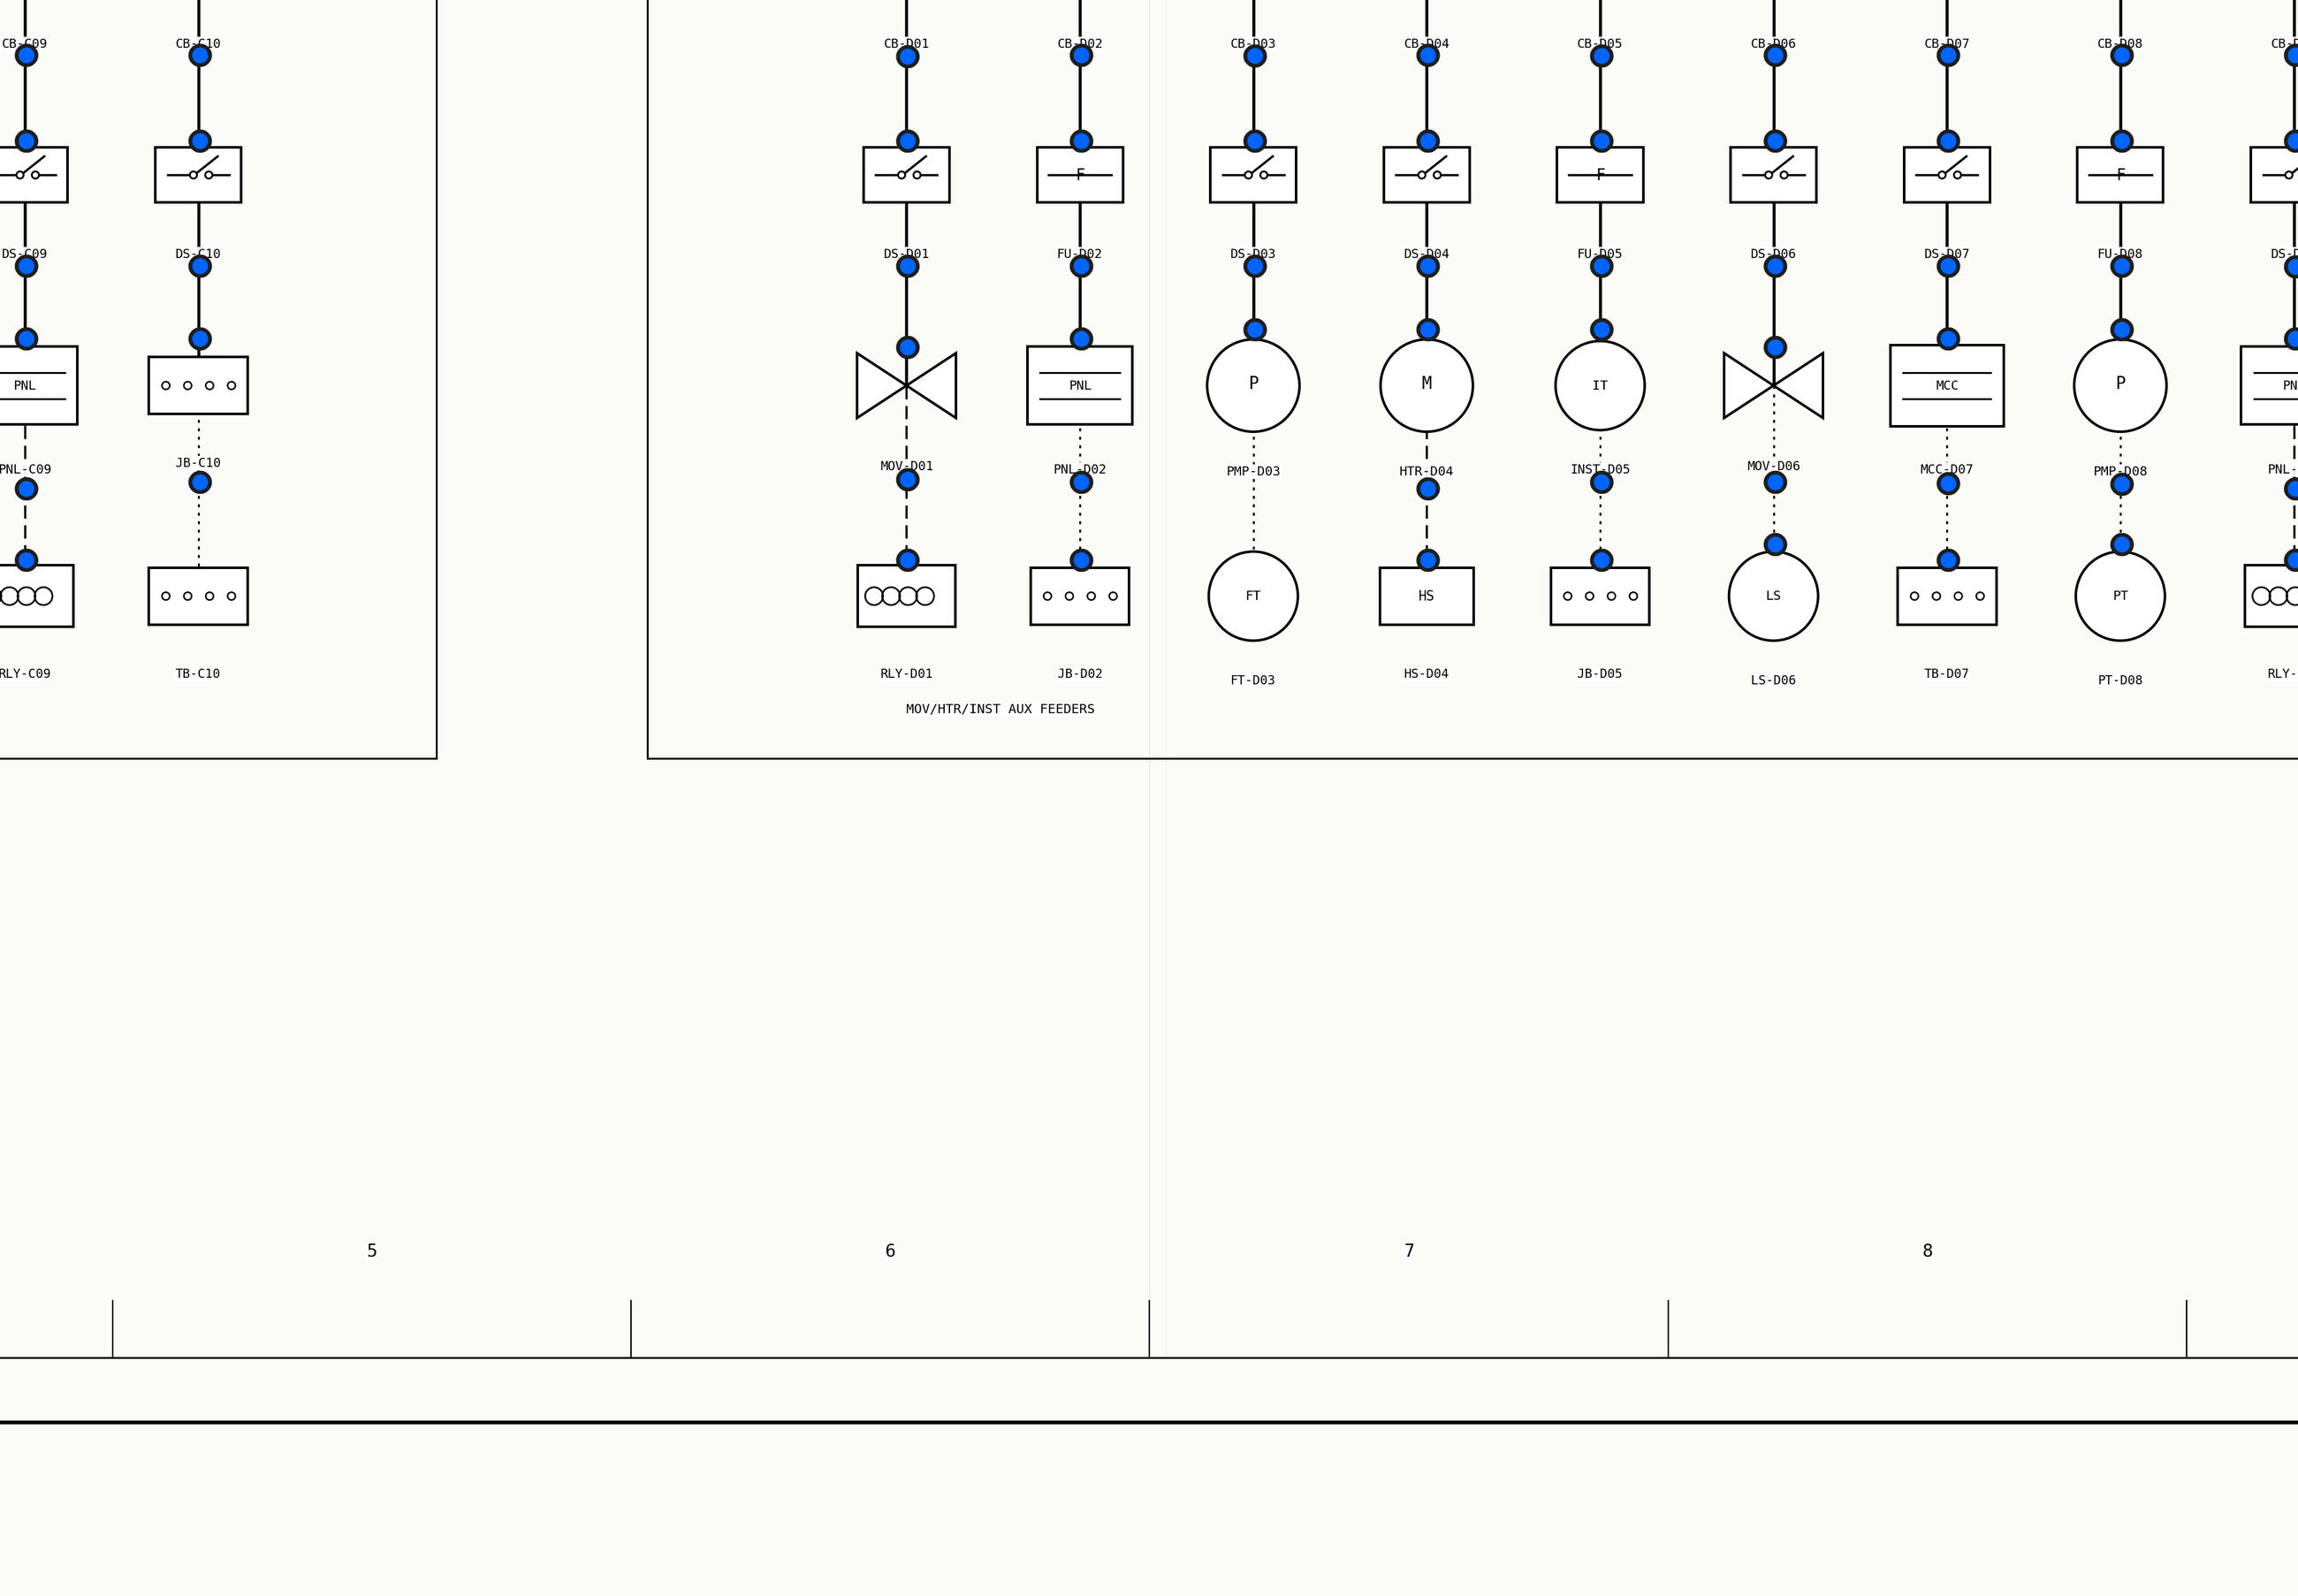 CB-C09 CB-C10 CB-D01 CB-D02 CB-D03 CB-D04 CB-D05 CB-D06 CB-D07 CB-D08
F F F
DS-C09 DS-C10 DS-D01 FU-D02 DS-D03 DS-D04 FU-D05 DS-D06 DS-D07 FU-D08
PNL PNL P M IT MCC P
PNL-C09 JB-C10 MOV-D01 PNL-D02 PMP-D03 HTR-D04 INST-D05 MOV-D06 MCC-D07 PMP-D08
FT HS LS PT
RLY-C09 TB-C10 RLY-D01 JB-D02 FT-D03 HS-D04 JB-D05 LS-D06 TB-D07 PT-D08
MOV/HTR/INST AUX FEEDERS
5 6 7 8